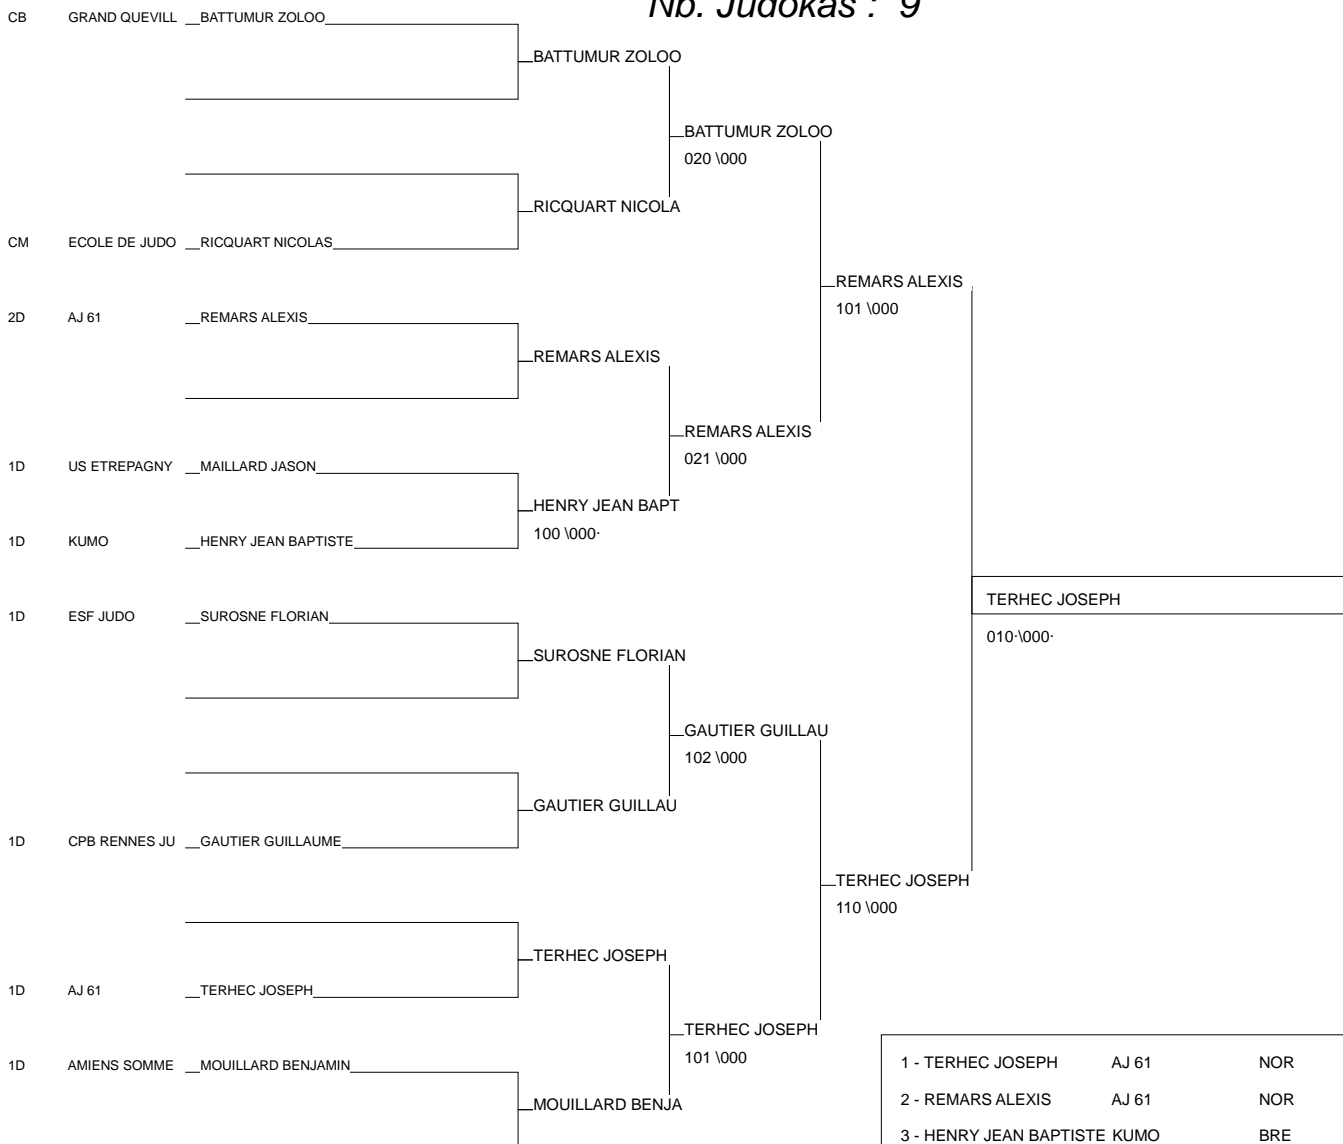 Nb. Judokas : 9
CB GRAND QUEVILL BATTUMUR ZOLOO
BATTUMUR ZOLOO
BATTUMUR ZOLOO
020 \000
RICQUART NICOLA
CM ECOLE DE JUDO RICQUART NICOLAS
REMARS ALEXIS
101 \000
2D AJ 61 REMARS ALEXIS
REMARS ALEXIS
REMARS ALEXIS
021 \000
1D US ETREPAGNY MAILLARD JASON
HENRY JEAN BAPT
100 \000·
1D KUMO HENRY JEAN BAPTISTE
TERHEC JOSEPH
010·\000·
1D ESF JUDO SUROSNE FLORIAN
SUROSNE FLORIAN
GAUTIER GUILLAU
102 \000
GAUTIER GUILLAU
1D CPB RENNES JU GAUTIER GUILLAUME
TERHEC JOSEPH
110 \000
TERHEC JOSEPH
1D AJ 61 TERHEC JOSEPH
TERHEC JOSEPH
101 \000
1D AMIENS SOMME MOUILLARD BENJAMIN
MOUILLARD BENJA
1 - TERHEC JOSEPH AJ 61 NOR
2 - REMARS ALEXIS AJ 61 NOR
3 - HENRY JEAN BAPTISTE KUMO BRE